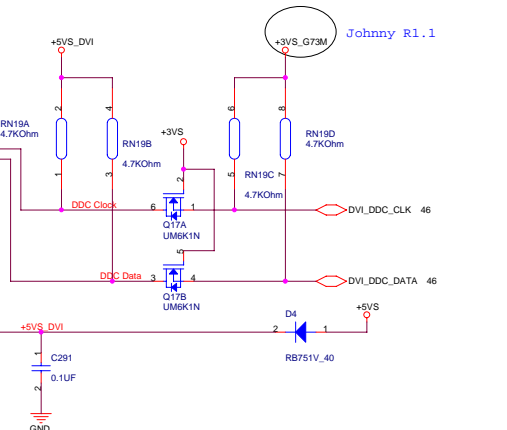 +3VS_G73M
Johnny R1.1
+5VS_DVI
2
4
6
8
RN19A
4.7KOhm
RN19B
4.7KOhm
+3VS
RN19D
4.7KOhm
1
3
2
5
7
RN19C
4.7KOhm
DDC Clock
6
1
DVI_DDC_CLK 46
Q17A
UM6K1N
5
DDC Data
3
4
DVI_DDC_DATA 46
Q17B
UM6K1N
+5VS
D4
+5VS_DVI
2
1
RB751V_40
1
C291
0.1UF
2
GND